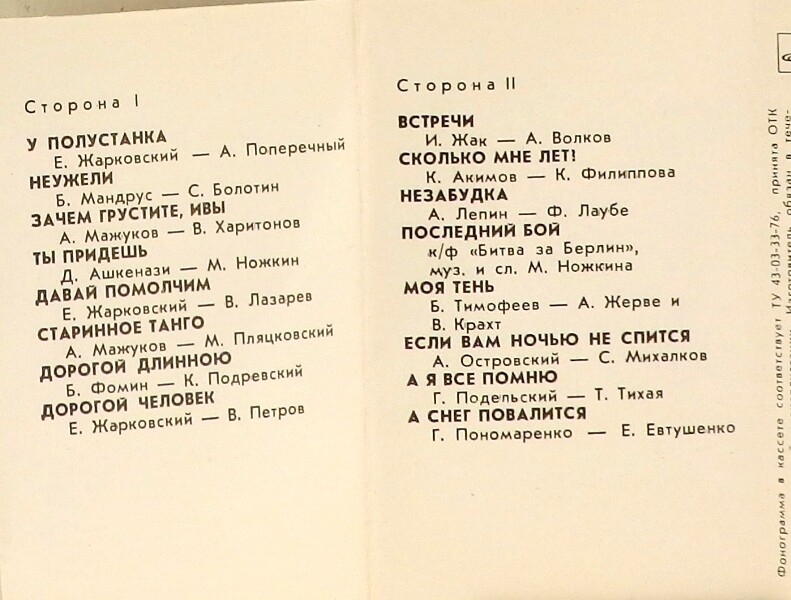 Сторона I
У ПОЛУСТАНКА
Е. Жарковский — А. Поперечный
НЕУЖЕЛИ
Б. Мандрус — С. Болотин
ЗАЧЕМ ГРУСТИТЕ, ИВЫ
А. Мажуков — В. Харитонов
ТЫ ПРИДЕШЬ
Д. Ашкенази — М. Ножкин
ДАВАЙ ПОМОЛЧИМ
Е. Жарковский — В. Лазарев
СТАРИННОЕ ТАНГО
А. Мажуков — М. Пляцковский
ДОРОГОЙ ДЛИННОЮ
Б. Фомин — К. Подревский
ДОРОГОЙ ЧЕЛОВЕК
Е. Жарковский — В. Петров
Сторона II
ВСТРЕЧИ
И. Жак — А. Волков
СКОЛЬКО МНЕ ЛЕТ!
К. Акимов — К. Филиппова
НЕЗАБУДКА
А. Лепин — Ф. Лаубе
ПОСЛЕДНИЙ БОЙ
к/ф «Битва за Берлин»,
муз. и сл. М. Ножкина
МОЯ ТЕНЬ
Б. Тимофеев — А. Жерве и
В. Крахт
ЕСЛИ ВАМ НОЧЬЮ НЕ СПИТСЯ
А. Островский — С. Михалков
А Я ВСЕ ПОМНЮ
Г. Подельский — Т. Тихая
А СНЕГ ПОВАЛИТСЯ
Г. Пономаренко — Е. Евтушенко
Фонограмма в кассете соответствует ТУ 43-03-33-76, принята ОТК
Изготовитель обязан в тече-